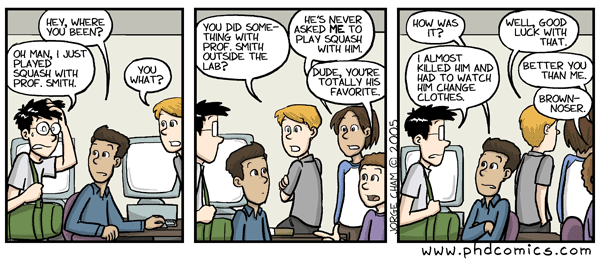 HEY, WHERE
YOU BEEN?
OH MAN, I JUST
PLAYED
SQUASH WITH
PROF. SMITH.
YOU
WHAT?
YOU DID SOME-
THING WITH
PROF. SMITH
OUTSIDE THE
LAB?
HE'S NEVER
ASKED ME TO
PLAY SQUASH
WITH HIM.
DUDE, YOU'RE
TOTALLY HIS
FAVORITE.
JORGE CHAM © 2005
HOW WAS
IT?
I ALMOST
KILLED HIM AND
HAD TO WATCH
HIM CHANGE
CLOTHES.
WELL, GOOD
LUCK WITH
THAT.
BETTER YOU
THAN ME.
BROWN-
NOSER.
www.phdcomics.com